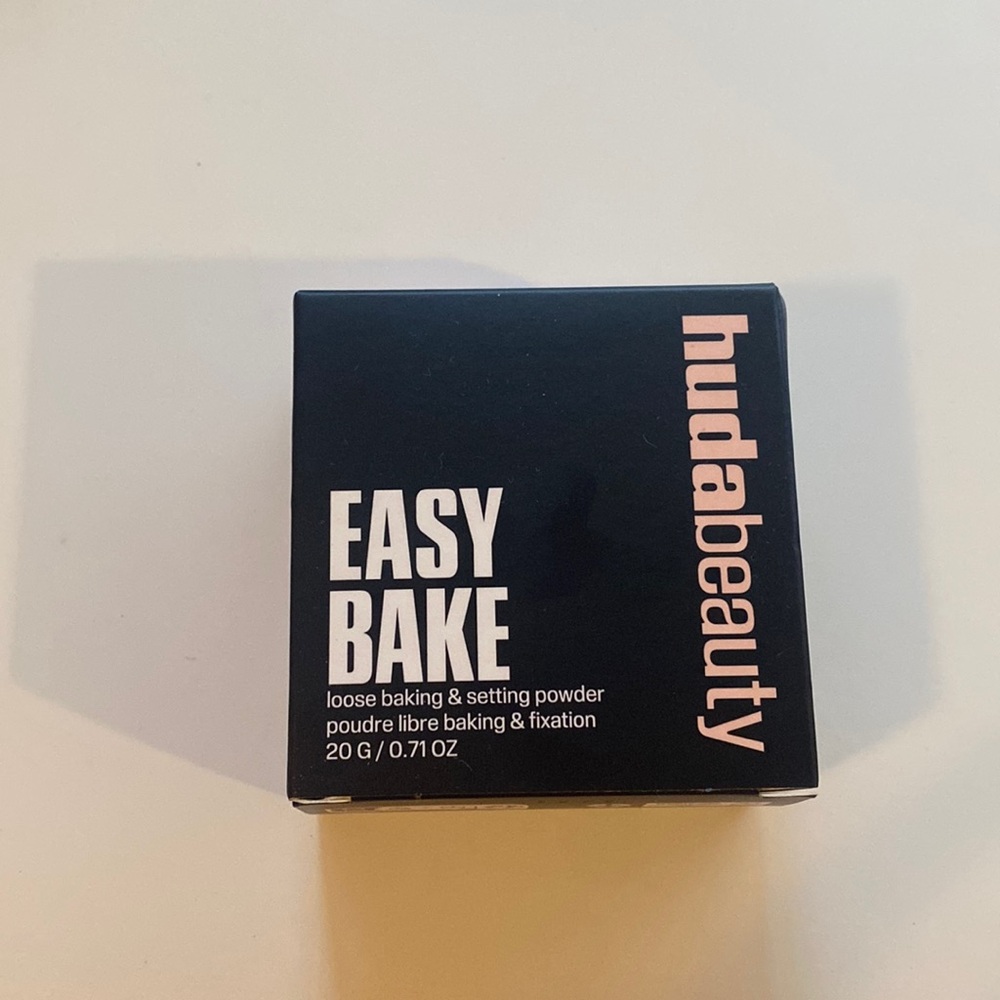 EASY
BAKE
loose baking & setting powder
poudre libre baking & fixation
20 G / 0.71 OZ
hudabeauty